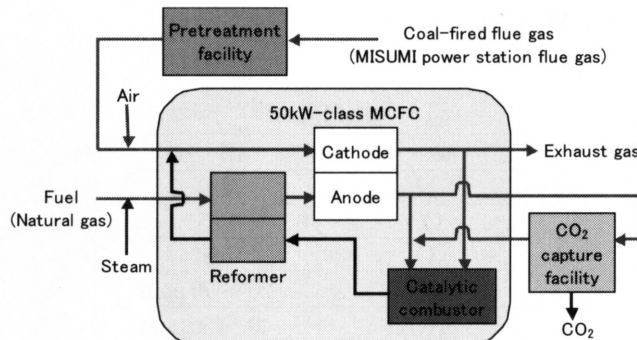 Pretreatment
facility
Coal-fired flue gas
(MISUMI power station flue gas)
Air
50kW-class MCFC
Cathode
Exhaust gas
Anode
Fuel
(Natural gas)
Steam
Reformer
CO₂
capture
facility
Catalytic
combustor
CO₂